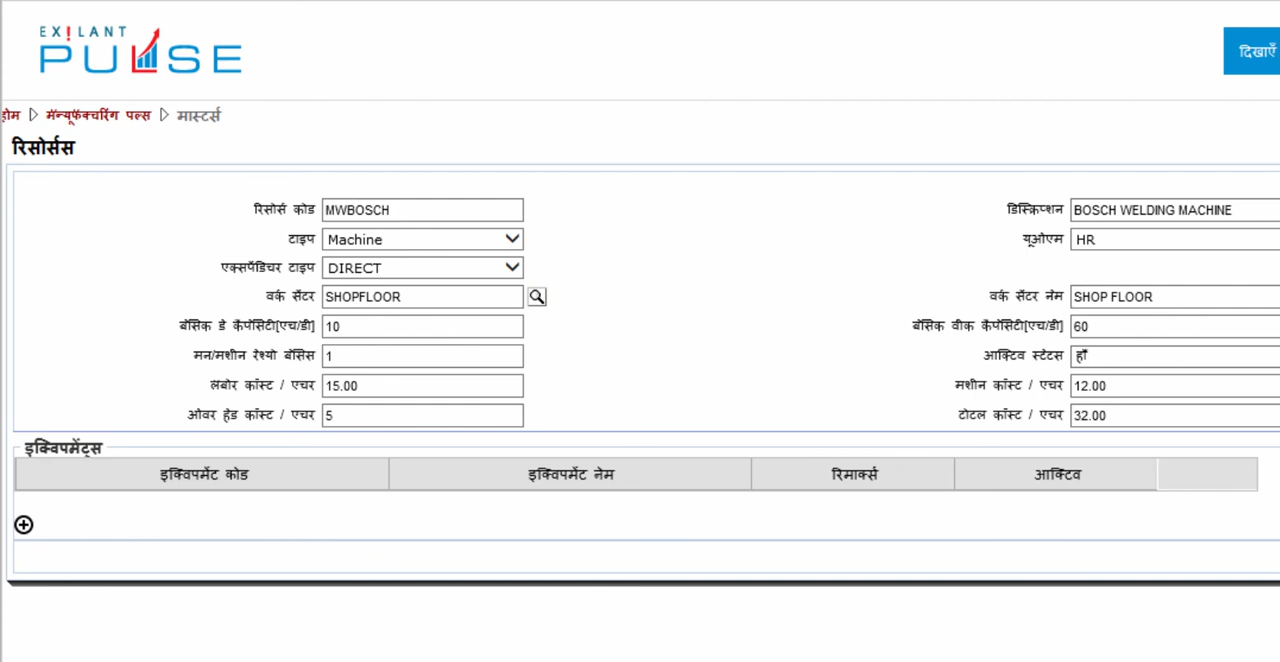 EX!LANT
PULSE
दिखाएँ
होम ▷ मॅन्यूफॅक्चरिंग पल्स ▷ मास्टर्स
रिसोर्सस
रिसोर्स कोड MWBOSCH डिस्क्रिप्शन BOSCH WELDING MACHINE
टाइप Machine यूओएम HR
एक्सपेंडिचर टाइप DIRECT
वर्क सेंटर SHOPFLOOR वर्क सेंटर नेम SHOP FLOOR
बेसिक डे कैपॅसिटी[एच/डी] 10 बेसिक वीक कैपॅसिटी[एच/डी] 60
मन/मशीन रेश्यो बेसिस 1 आक्टिव स्टेटस हाँ
लेबोर कॉस्ट / एचर 15.00 मशीन कॉस्ट / एचर 12.00
ओवर हेड कॉस्ट / एचर 5 टोटल कॉस्ट / एचर 32.00
इक्विपमेंट्स
इक्विपमेंट कोड इक्विपमेंट नेम रिमार्क्स आक्टिव